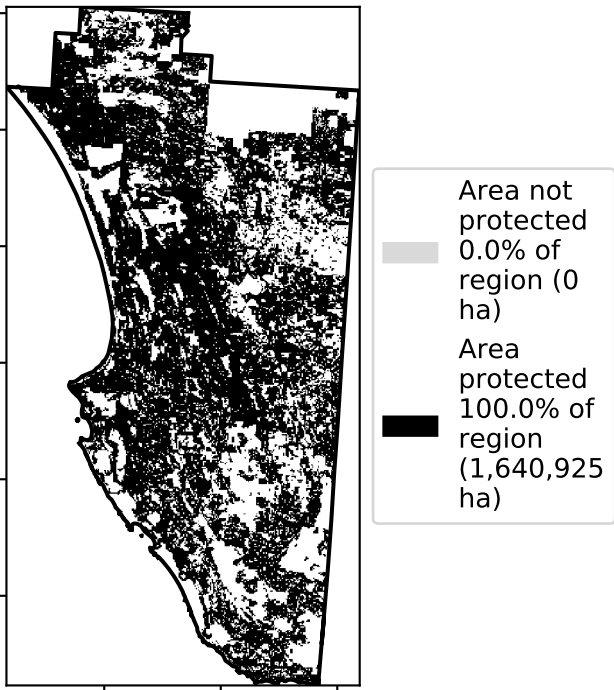 Area not
protected
0.0% of
region (0
ha)
Area
protected
100.0% of
region
(1,640,925
ha)